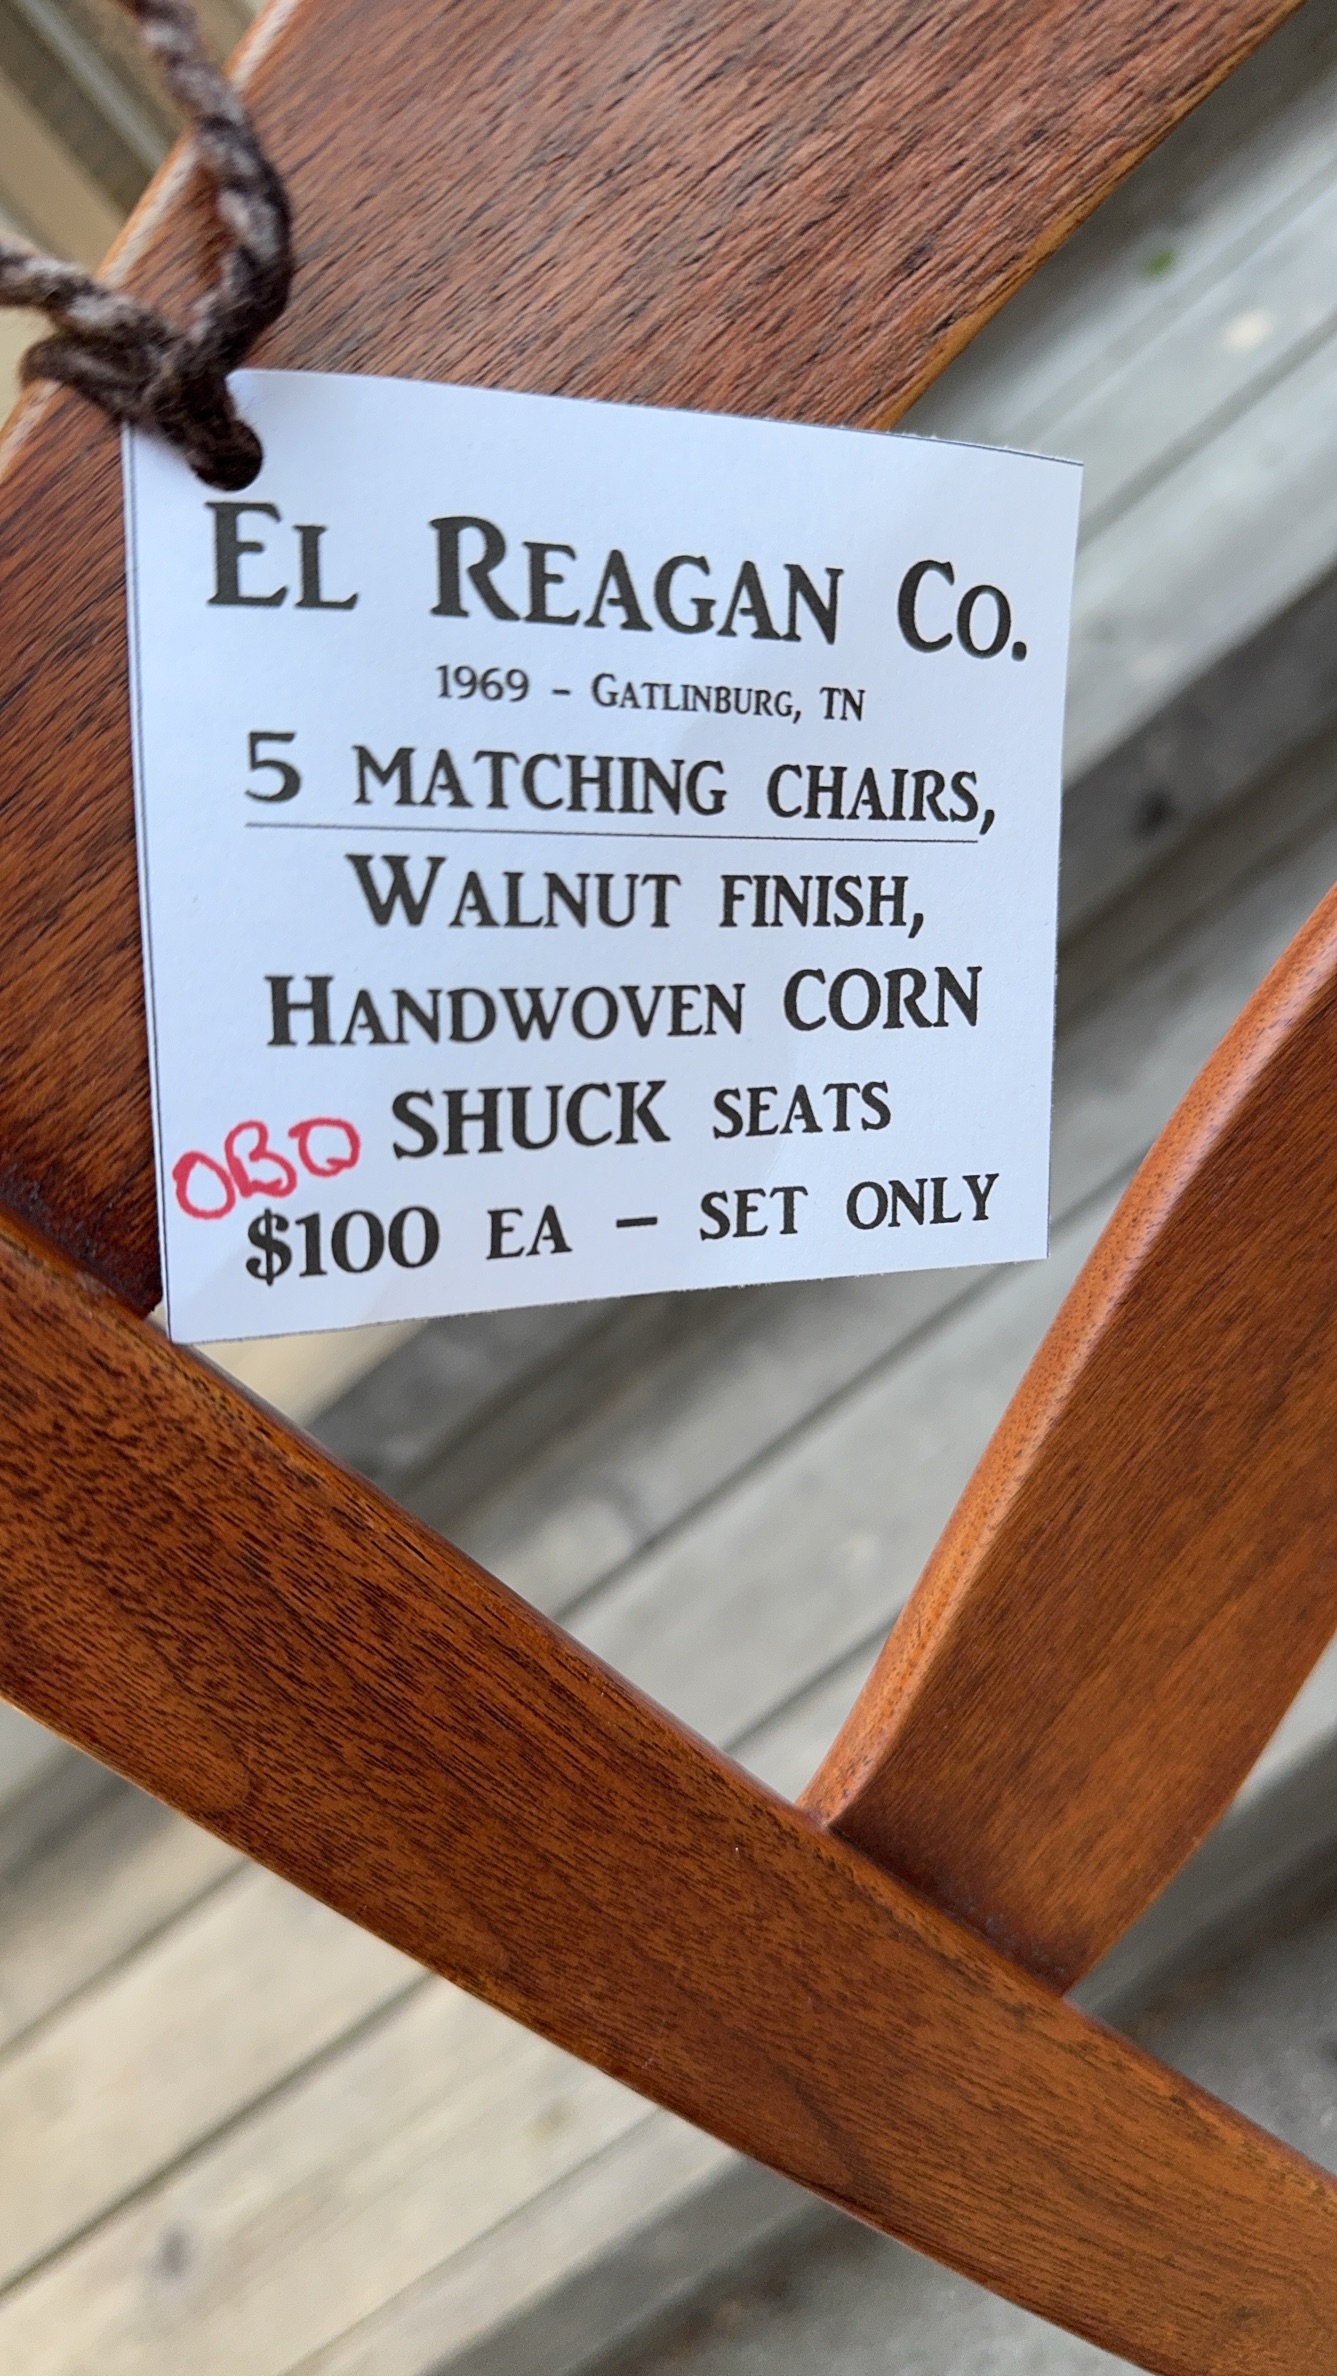 EL REAGAN CO.
1969 - GATLINBURG, TN
5 MATCHING CHAIRS,
WALNUT FINISH,
HANDWOVEN CORN
SHUCK SEATS
OBO
$100 EA - SET ONLY